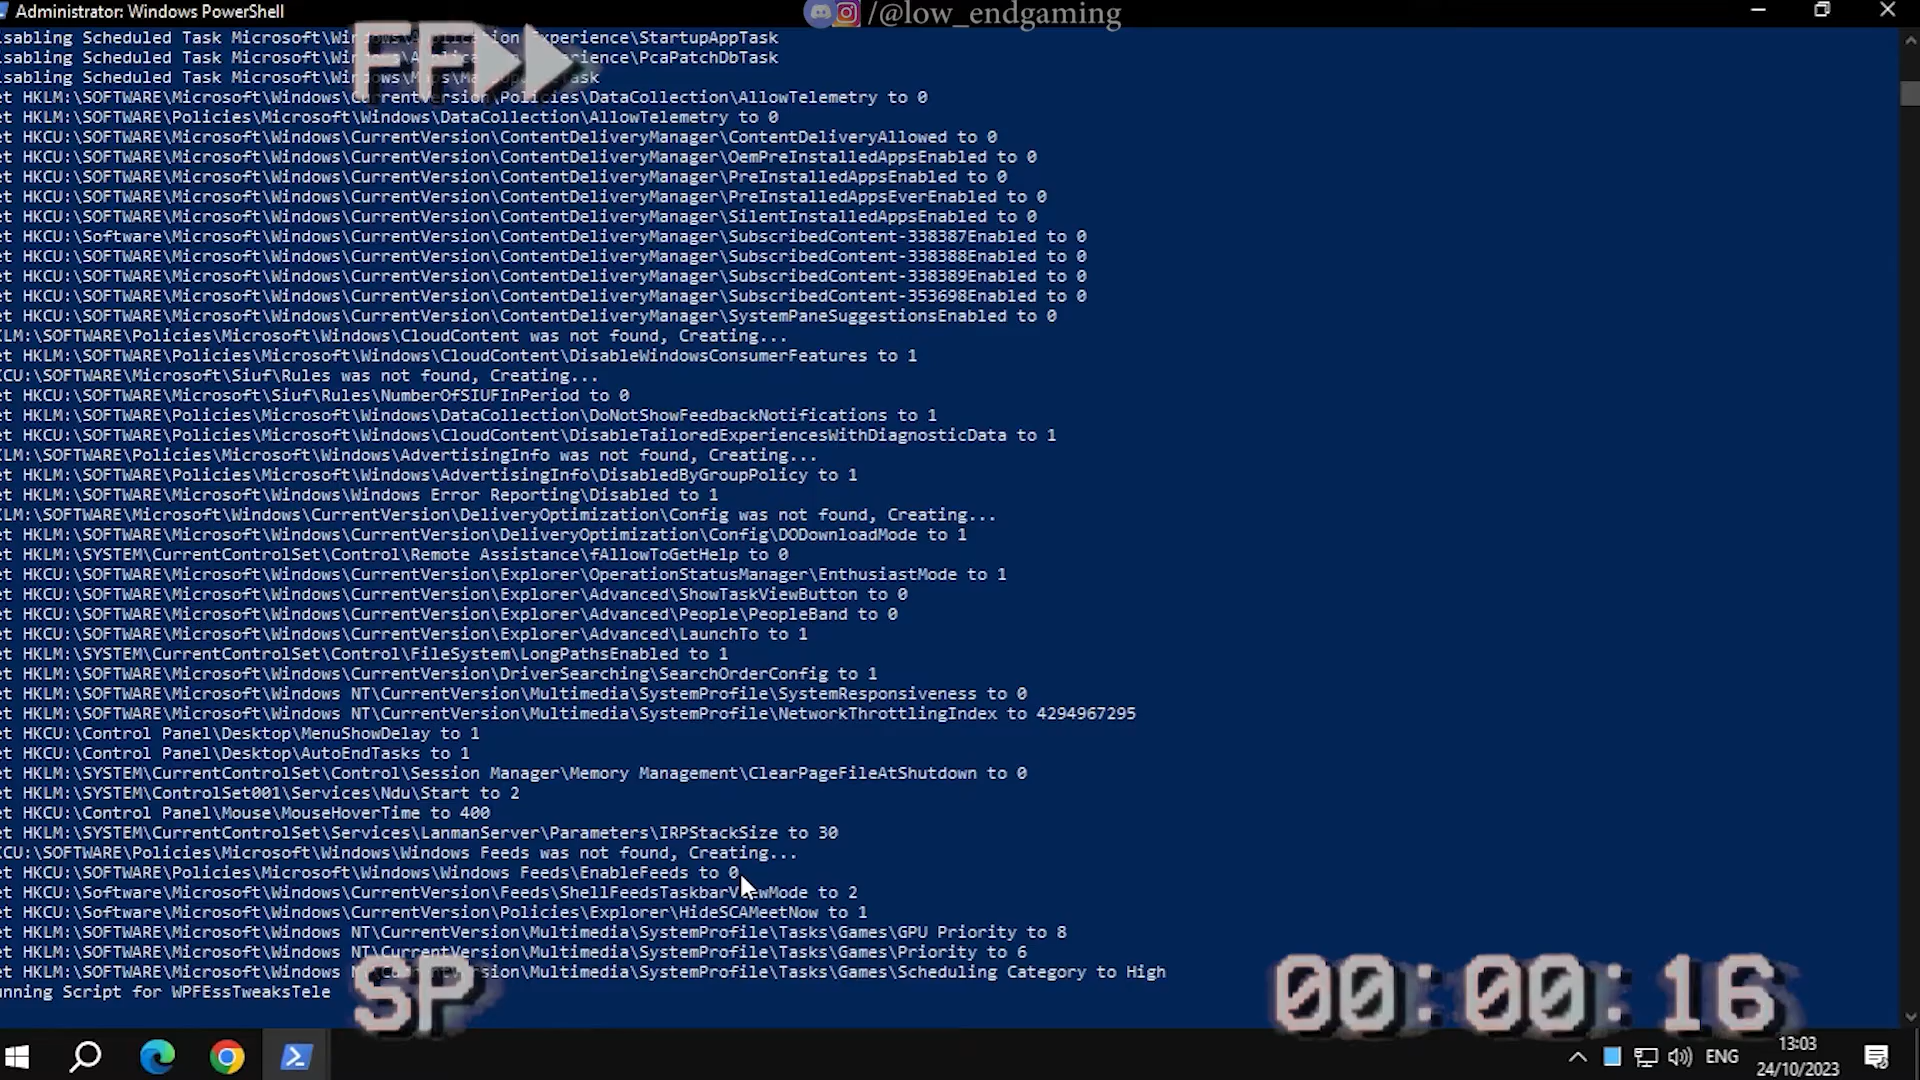 Administrator: Windows PowerShell
/@low_endgaming
isabling Scheduled Task Microsoft\Windows\Application Experience\StartupAppTask
isabling Scheduled Task Microsoft\Windows\Application Experience\PcaPatchDbTask
isabling Scheduled Task Microsoft\Windows\Maps\
FF
et HKLM:\SOFTWARE\Microsoft\Windows\CurrentVersion\Policies\DataCollection\AllowTelemetry to 0
et HKLM:\SOFTWARE\Policies\Microsoft\Windows\DataCollection\AllowTelemetry to 0
et HKCU:\SOFTWARE\Microsoft\Windows\CurrentVersion\ContentDeliveryManager\ContentDeliveryAllowed to 0
et HKCU:\SOFTWARE\Microsoft\Windows\CurrentVersion\ContentDeliveryManager\OemPreInstalledAppsEnabled to 0
et HKCU:\SOFTWARE\Microsoft\Windows\CurrentVersion\ContentDeliveryManager\PreInstalledAppsEnabled to 0
et HKCU:\SOFTWARE\Microsoft\Windows\CurrentVersion\ContentDeliveryManager\PreInstalledAppsEverEnabled to 0
et HKCU:\SOFTWARE\Microsoft\Windows\CurrentVersion\ContentDeliveryManager\SilentInstalledAppsEnabled to 0
et HKCU:\Software\Microsoft\Windows\CurrentVersion\ContentDeliveryManager\SubscribedContent-338387Enabled to 0
et HKCU:\SOFTWARE\Microsoft\Windows\CurrentVersion\ContentDeliveryManager\SubscribedContent-338388Enabled to 0
et HKCU:\SOFTWARE\Microsoft\Windows\CurrentVersion\ContentDeliveryManager\SubscribedContent-338389Enabled to 0
et HKCU:\SOFTWARE\Microsoft\Windows\CurrentVersion\ContentDeliveryManager\SubscribedContent-353698Enabled to 0
et HKCU:\SOFTWARE\Microsoft\Windows\CurrentVersion\ContentDeliveryManager\SystemPaneSuggestionsEnabled to 0
KLM:\SOFTWARE\Policies\Microsoft\Windows\CloudContent was not found, Creating...
et HKLM:\SOFTWARE\Policies\Microsoft\Windows\CloudContent\DisableWindowsConsumerFeatures to 1
KCU:\SOFTWARE\Microsoft\Siuf\Rules was not found, Creating...
et HKCU:\SOFTWARE\Microsoft\Siuf\Rules\NumberOfSIUFInPeriod to 0
et HKLM:\SOFTWARE\Policies\Microsoft\Windows\DataCollection\DoNotShowFeedbackNotifications to 1
et HKCU:\SOFTWARE\Policies\Microsoft\Windows\CloudContent\DisableTailoredExperiencesWithDiagnosticData to 1
KLM:\SOFTWARE\Policies\Microsoft\Windows\AdvertisingInfo was not found, Creating...
et HKLM:\SOFTWARE\Policies\Microsoft\Windows\AdvertisingInfo\DisabledByGroupPolicy to 1
et HKLM:\SOFTWARE\Microsoft\Windows\Windows Error Reporting\Disabled to 1
KLM:\SOFTWARE\Microsoft\Windows\CurrentVersion\DeliveryOptimization\Config was not found, Creating...
et HKLM:\SOFTWARE\Microsoft\Windows\CurrentVersion\DeliveryOptimization\Config\DODownloadMode to 1
et HKLM:\SYSTEM\CurrentControlSet\Control\Remote Assistance\fAllowToGetHelp to 0
et HKCU:\SOFTWARE\Microsoft\Windows\CurrentVersion\Explorer\OperationStatusManager\EnthusiastMode to 1
et HKCU:\SOFTWARE\Microsoft\Windows\CurrentVersion\Explorer\Advanced\ShowTaskViewButton to 0
et HKCU:\SOFTWARE\Microsoft\Windows\CurrentVersion\Explorer\Advanced\People\PeopleBand to 0
et HKCU:\SOFTWARE\Microsoft\Windows\CurrentVersion\Explorer\Advanced\LaunchTo to 1
et HKLM:\SYSTEM\CurrentControlSet\Control\FileSystem\LongPathsEnabled to 1
et HKLM:\SOFTWARE\Microsoft\Windows\CurrentVersion\DriverSearching\SearchOrderConfig to 1
et HKLM:\SOFTWARE\Microsoft\Windows NT\CurrentVersion\Multimedia\SystemProfile\SystemResponsiveness to 0
et HKLM:\SOFTWARE\Microsoft\Windows NT\CurrentVersion\Multimedia\SystemProfile\NetworkThrottlingIndex to 4294967295
et HKCU:\Control Panel\Desktop\MenuShowDelay to 1
et HKCU:\Control Panel\Desktop\AutoEndTasks to 1
et HKLM:\SYSTEM\CurrentControlSet\Control\Session Manager\Memory Management\ClearPageFileAtShutdown to 0
et HKLM:\SYSTEM\ControlSet001\Services\Ndu\Start to 2
et HKCU:\Control Panel\Mouse\MouseHoverTime to 400
et HKLM:\SYSTEM\CurrentControlSet\Services\LanmanServer\Parameters\IRPStackSize to 30
KCU:\SOFTWARE\Policies\Microsoft\Windows\Windows Feeds was not found, Creating...
et HKCU:\SOFTWARE\Policies\Microsoft\Windows\Windows Feeds\EnableFeeds to 0
et HKCU:\Software\Microsoft\Windows\CurrentVersion\Feeds\ShellFeedsTaskbarViewMode to 2
et HKCU:\Software\Microsoft\Windows\CurrentVersion\Policies\Explorer\HideSCAMeetNow to 1
et HKLM:\SOFTWARE\Microsoft\Windows NT\CurrentVersion\Multimedia\SystemProfile\Tasks\Games\GPU Priority to 8
et HKLM:\SOFTWARE\Microsoft\Windows NT\CurrentVersion\Multimedia\SystemProfile\Tasks\Games\Priority to 6
et HKLM:\SOFTWARE\Microsoft\Windows NT\CurrentVersion\Multimedia\SystemProfile\Tasks\Games\Scheduling Category to High
unning Script for WPFEssTweaksTele
SP
00:00:16
ENG
13:03
24/10/2023